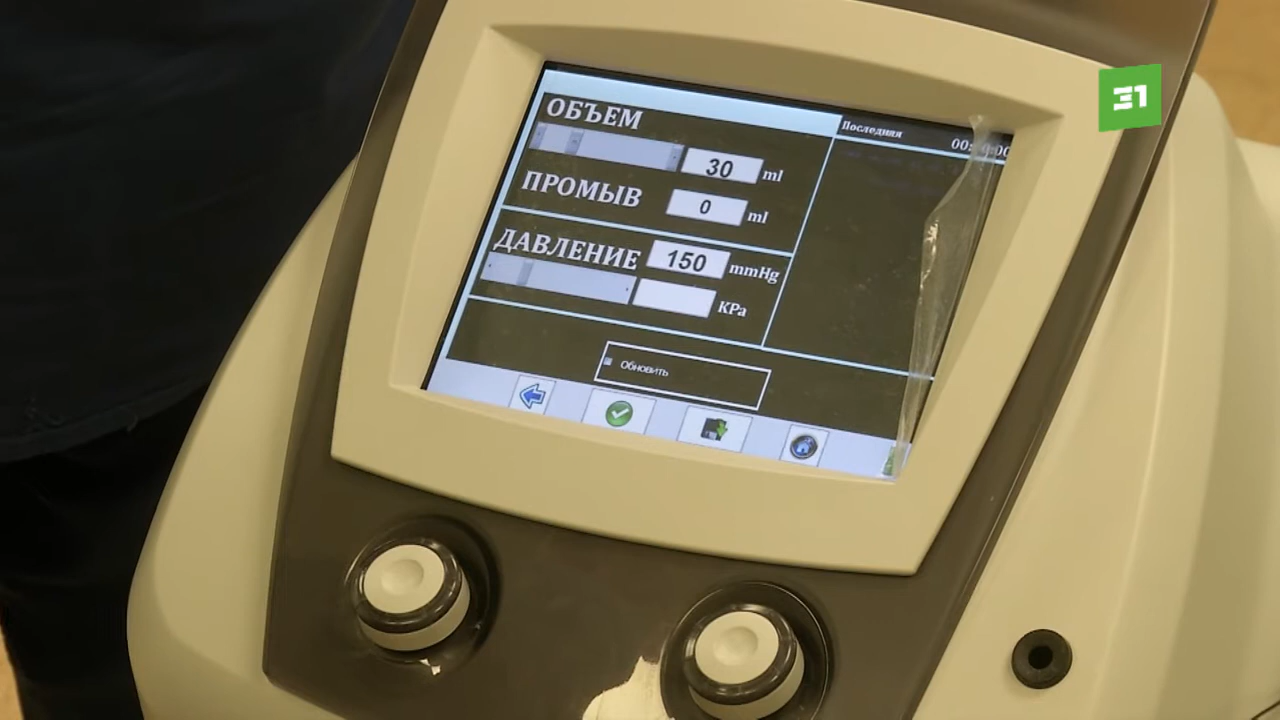 ОБЪЕМ
30 ml
ПРОМЫВ
0 ml
ДАВЛЕНИЕ 150 mmHg
KPa
Обновить
Последняя
31